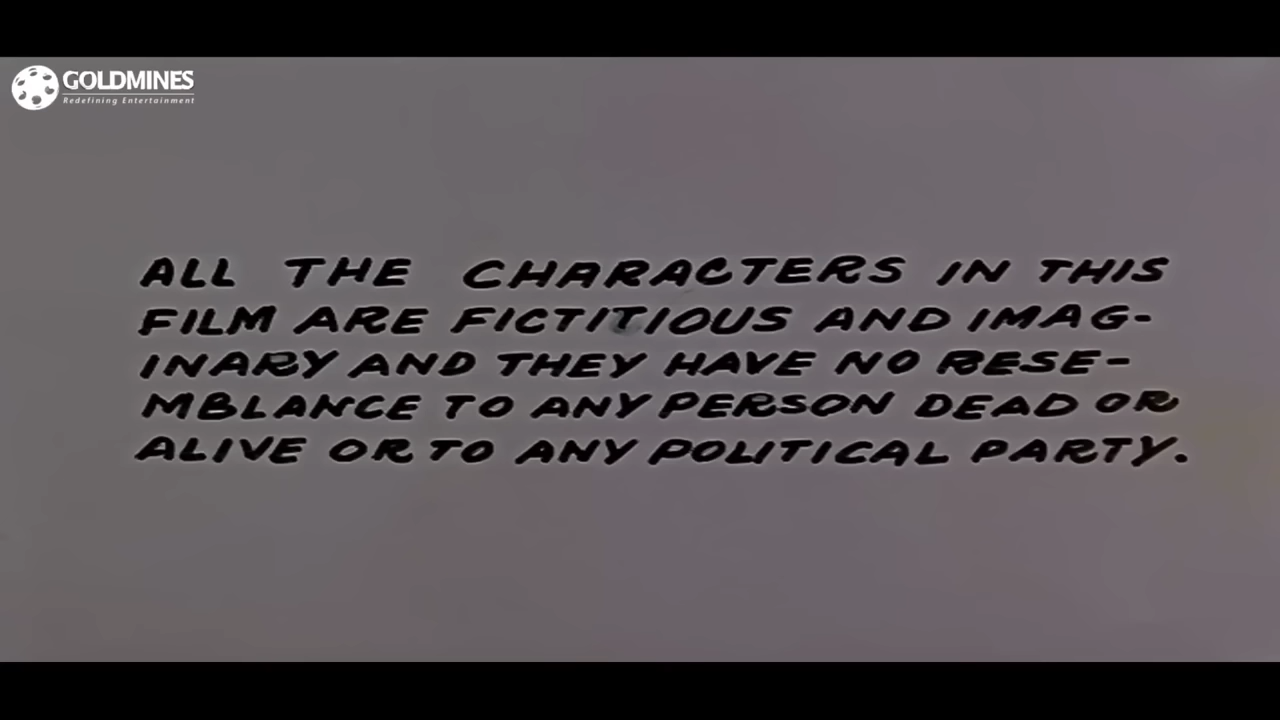 GOLDMINES
Redefining Entertainment
ALL THE CHARACTERS IN THIS
FILM ARE FICTITIOUS AND IMAG-
INARY AND THEY HAVE NO RESE-
MBLANCE TO ANY PERSON DEAD OR
ALIVE OR TO ANY POLITICAL PARTY.